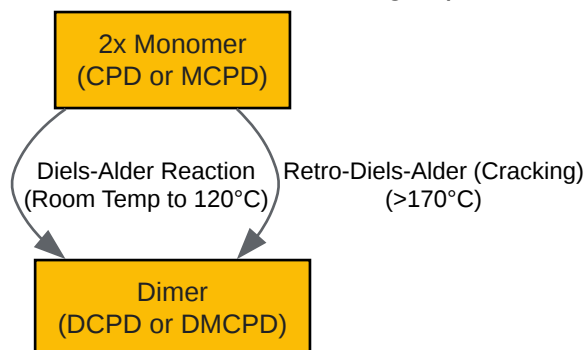 2x Monomer
(CPD or MCPD)
Diels-Alder Reaction
(Room Temp to 120°C)
Retro-Diels-Alder (Cracking)
(>170°C)
Dimer
(DCPD or DMCPD)